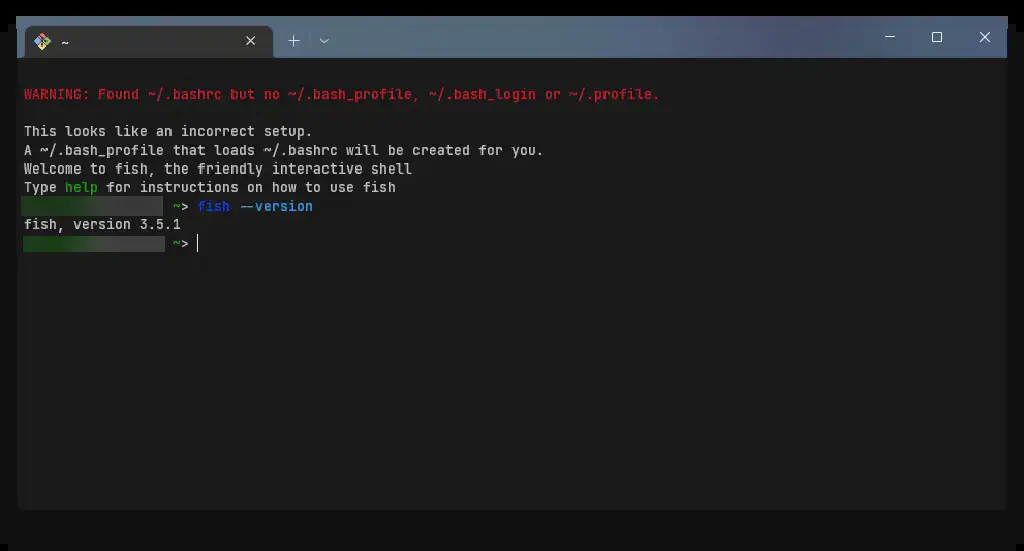 ~
WARNING: Found ~/.bashrc but no ~/.bash_profile, ~/.bash_login or ~/.profile.
This looks like an incorrect setup.
A ~/.bash_profile that loads ~/.bashrc will be created for you.
Welcome to fish, the friendly interactive shell
Type help for instructions on how to use fish
~> fish --version
fish, version 3.5.1
~>